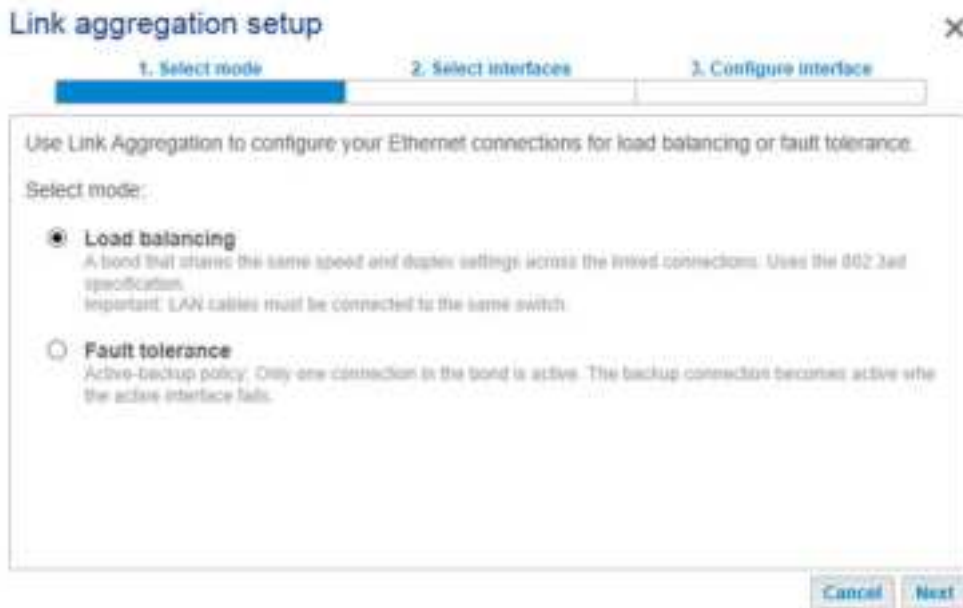 Link aggregation setup
1. Select mode
2. Select interfaces
3. Configure interface
Use Link Aggregation to configure your Ethernet connections for load balancing or fault tolerance.
Select mode:
Load balancing
A bond that shares the same speed and duplex settings across the linked connections. Uses the 802.3ad
specification.
Important: LAN cables must be connected to the same switch.
Fault tolerance
Active-backup policy: Only one connection in the bond is active. The backup connection becomes active whe
the active interface fails.
Cancel
Next